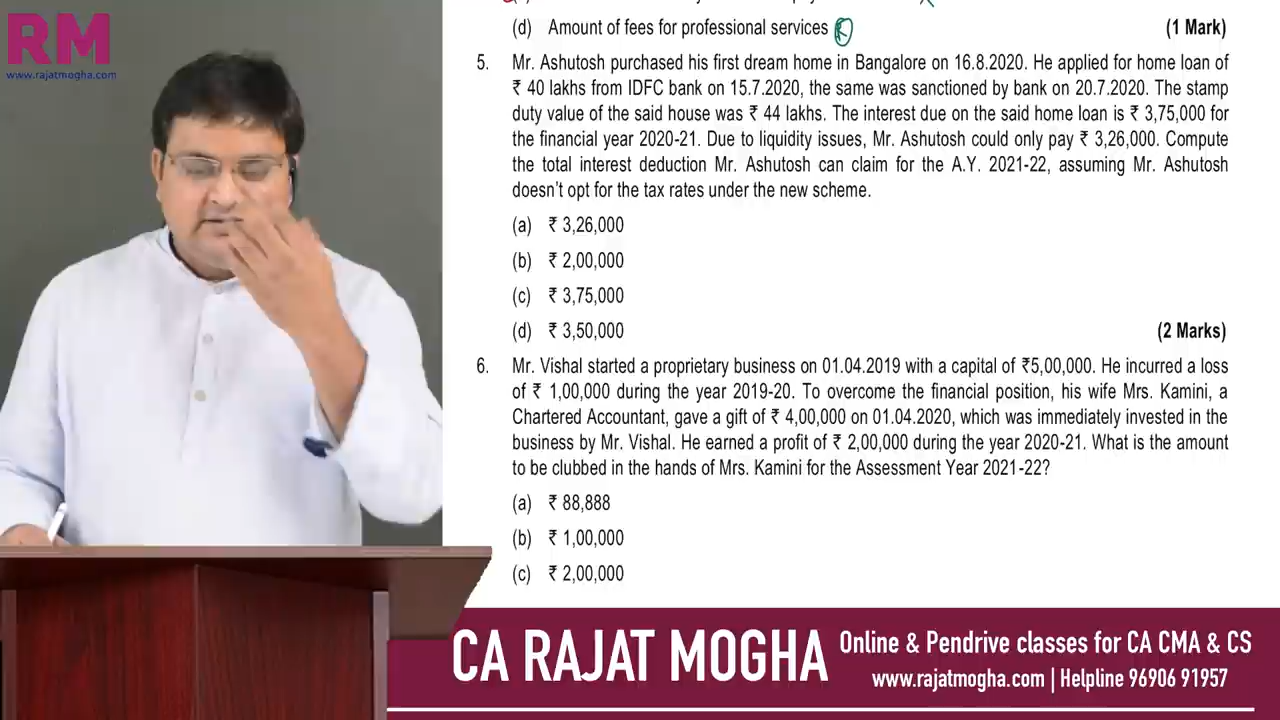 RM
www.rajatmogha.com
(d) Amount of fees for professional services (1 Mark)
5. Mr. Ashutosh purchased his first dream home in Bangalore on 16.8.2020. He applied for home loan of
₹ 40 lakhs from IDFC bank on 15.7.2020, the same was sanctioned by bank on 20.7.2020. The stamp
duty value of the said house was ₹ 44 lakhs. The interest due on the said home loan is ₹ 3,75,000 for
the financial year 2020-21. Due to liquidity issues, Mr. Ashutosh could only pay ₹ 3,26,000. Compute
the total interest deduction Mr. Ashutosh can claim for the A.Y. 2021-22, assuming Mr. Ashutosh
doesn't opt for the tax rates under the new scheme.
(a) ₹ 3,26,000
(b) ₹ 2,00,000
(c) ₹ 3,75,000
(d) ₹ 3,50,000 (2 Marks)
6. Mr. Vishal started a proprietary business on 01.04.2019 with a capital of ₹5,00,000. He incurred a loss
of ₹ 1,00,000 during the year 2019-20. To overcome the financial position, his wife Mrs. Kamini, a
Chartered Accountant, gave a gift of ₹ 4,00,000 on 01.04.2020, which was immediately invested in the
business by Mr. Vishal. He earned a profit of ₹ 2,00,000 during the year 2020-21. What is the amount
to be clubbed in the hands of Mrs. Kamini for the Assessment Year 2021-22?
(a) ₹ 88,888
(b) ₹ 1,00,000
(c) ₹ 2,00,000
CA RAJAT MOGHA
Online & Pendrive classes for CA CMA & CS
www.rajatmogha.com | Helpline 96906 91957